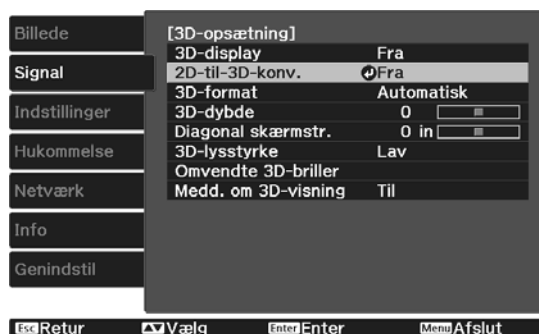 Billede
Signal
Indstillinger
Hukommelse
Netværk
Info
Genindstil
[3D-opsætning]
3D-display Fra
2D-til-3D-konv. Fra
3D-format Automatisk
3D-dybde 0
Diagonal skærmstr. 0 in
3D-lysstyrke Lav
Omvendte 3D-briller
Medd. om 3D-visning Til
Esc Retur Vælg Enter Enter Menu Afslut